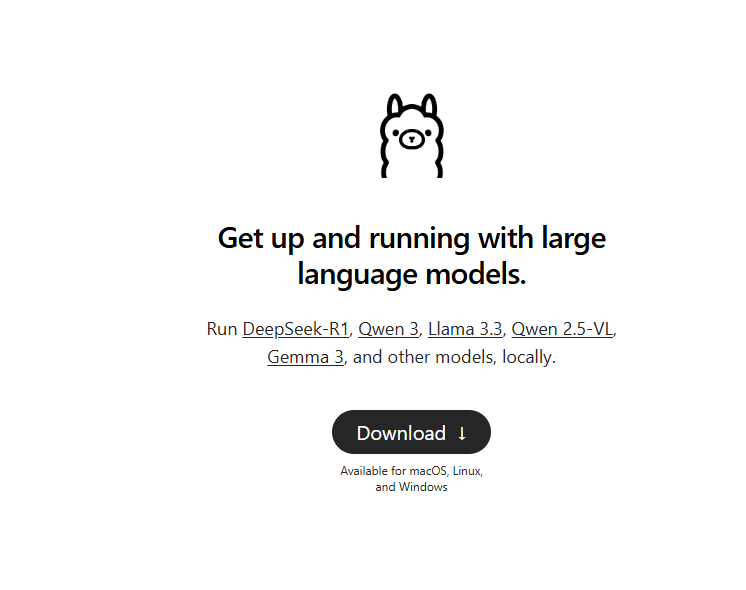 Get up and running with large
language models.
Run DeepSeek-R1, Qwen 3, Llama 3.3, Qwen 2.5-VL,
Gemma 3, and other models, locally.
Download ↓
Available for macOS, Linux,
and Windows